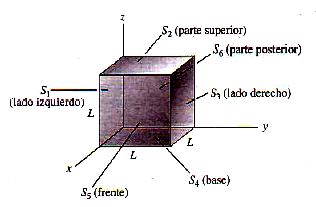 z
S₂ (parte superior)
S₆ (parte posterior)
S₁
(lado izquierdo)
S₃ (lado derecho)
L
y
x
L
L
S₄ (base)
S₅ (frente)